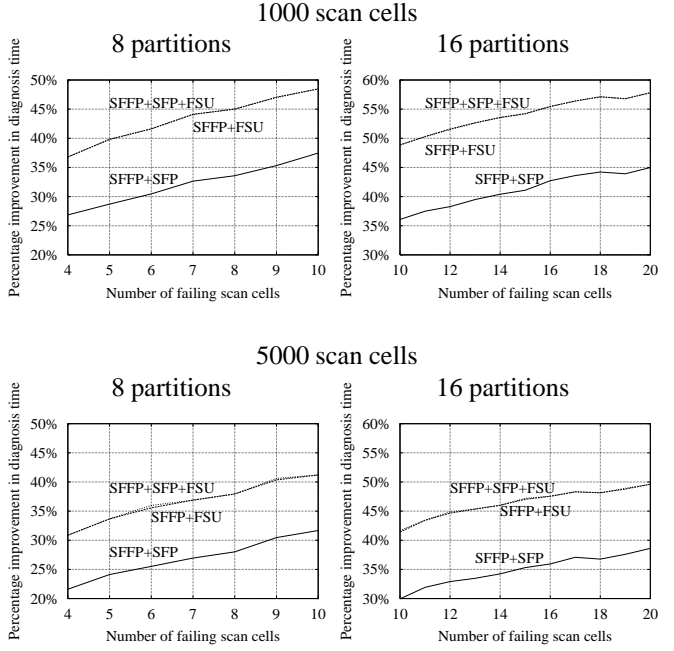 1000 scan cells
8 partitions
16 partitions
Percentage improvement in diagnosis time
50%
45%
40%
35%
30%
25%
20%
SFFP+SFP+FSU
SFFP+FSU
SFFP+SFP
4 5 6 7 8 9 10
Number of failing scan cells
Percentage improvement in diagnosis time
60%
55%
50%
45%
40%
35%
30%
SFFP+SFP+FSU
SFFP+FSU
SFFP+SFP
10 12 14 16 18 20
Number of failing scan cells
5000 scan cells
8 partitions
16 partitions
Percentage improvement in diagnosis time
50%
45%
40%
35%
30%
25%
20%
SFFP+SFP+FSU
SFFP+FSU
SFFP+SFP
4 5 6 7 8 9 10
Number of failing scan cells
Percentage improvement in diagnosis time
60%
55%
50%
45%
40%
35%
30%
SFFP+SFP+FSU
SFFP+FSU
SFFP+SFP
10 12 14 16 18 20
Number of failing scan cells